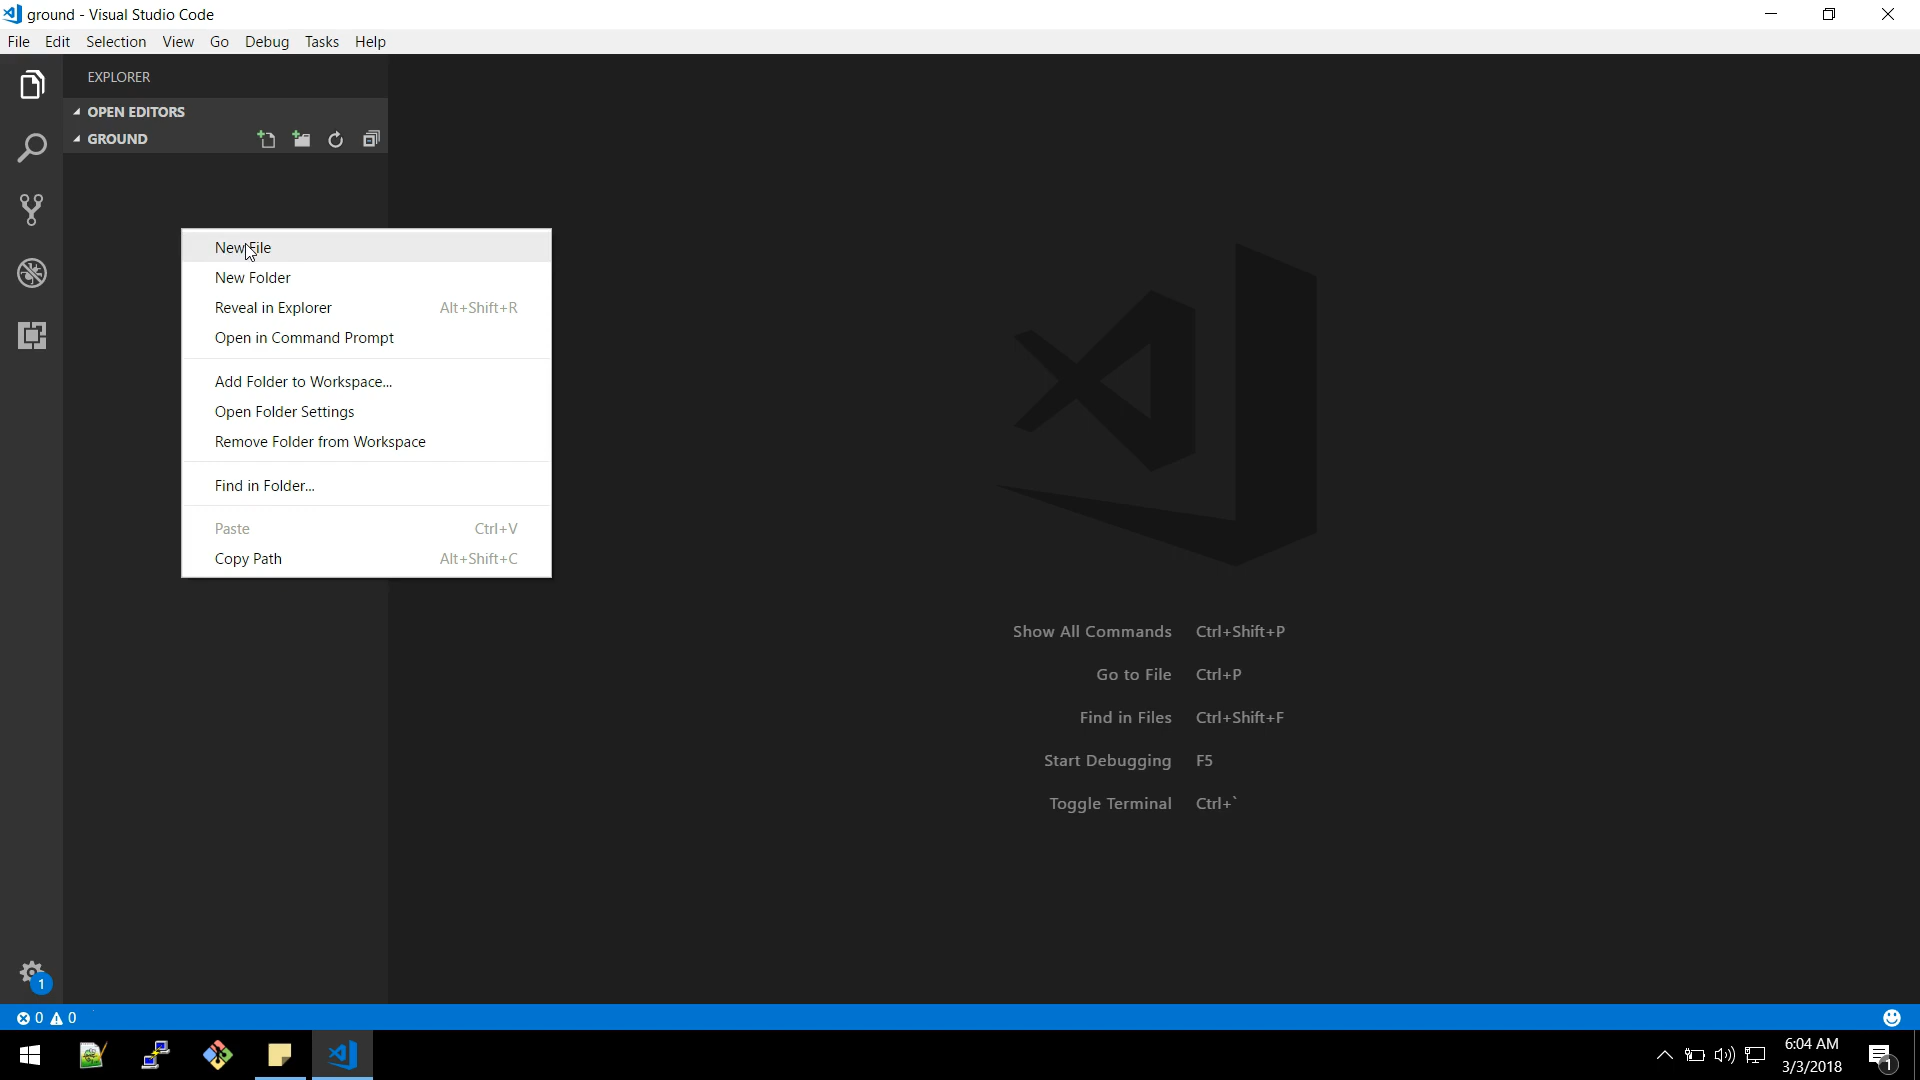 ground - Visual Studio Code
File Edit Selection View Go Debug Tasks Help
EXPLORER
OPEN EDITORS
GROUND
New File
New Folder
Reveal in Explorer Alt+Shift+R
Open in Command Prompt
Add Folder to Workspace...
Open Folder Settings
Remove Folder from Workspace
Find in Folder...
Paste Ctrl+V
Copy Path Alt+Shift+C
Show All Commands Ctrl+Shift+P
Go to File Ctrl+P
Find in Files Ctrl+Shift+F
Start Debugging F5
Toggle Terminal Ctrl+`
1
0 0
6:04 AM
3/3/2018
1